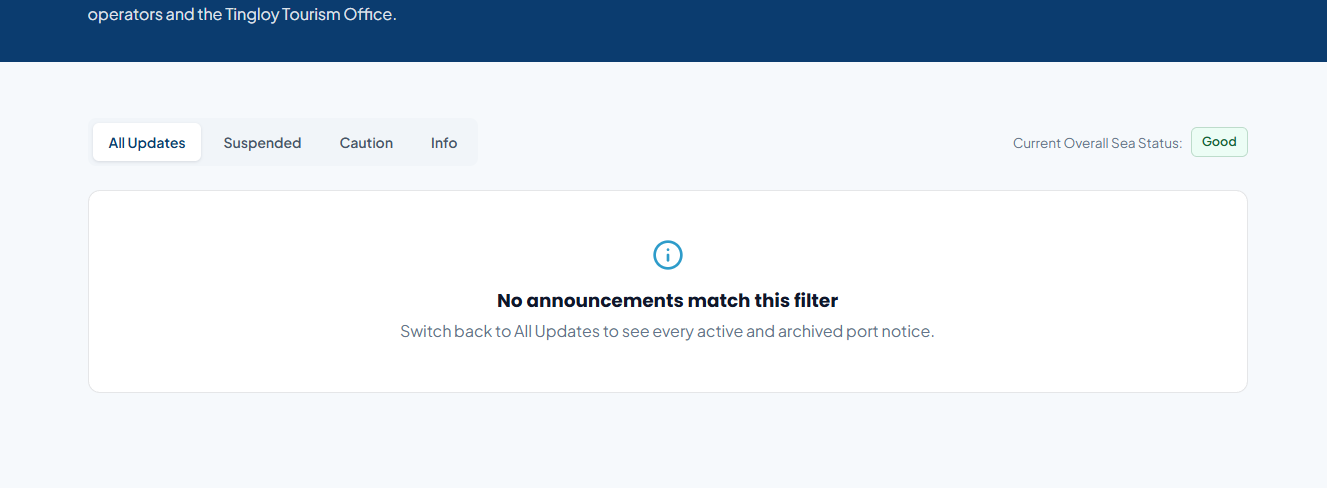 operators and the Tingloy Tourism Office.
All Updates
Suspended
Caution
Info
Current Overall Sea Status:
Good
No announcements match this filter
Switch back to All Updates to see every active and archived port notice.